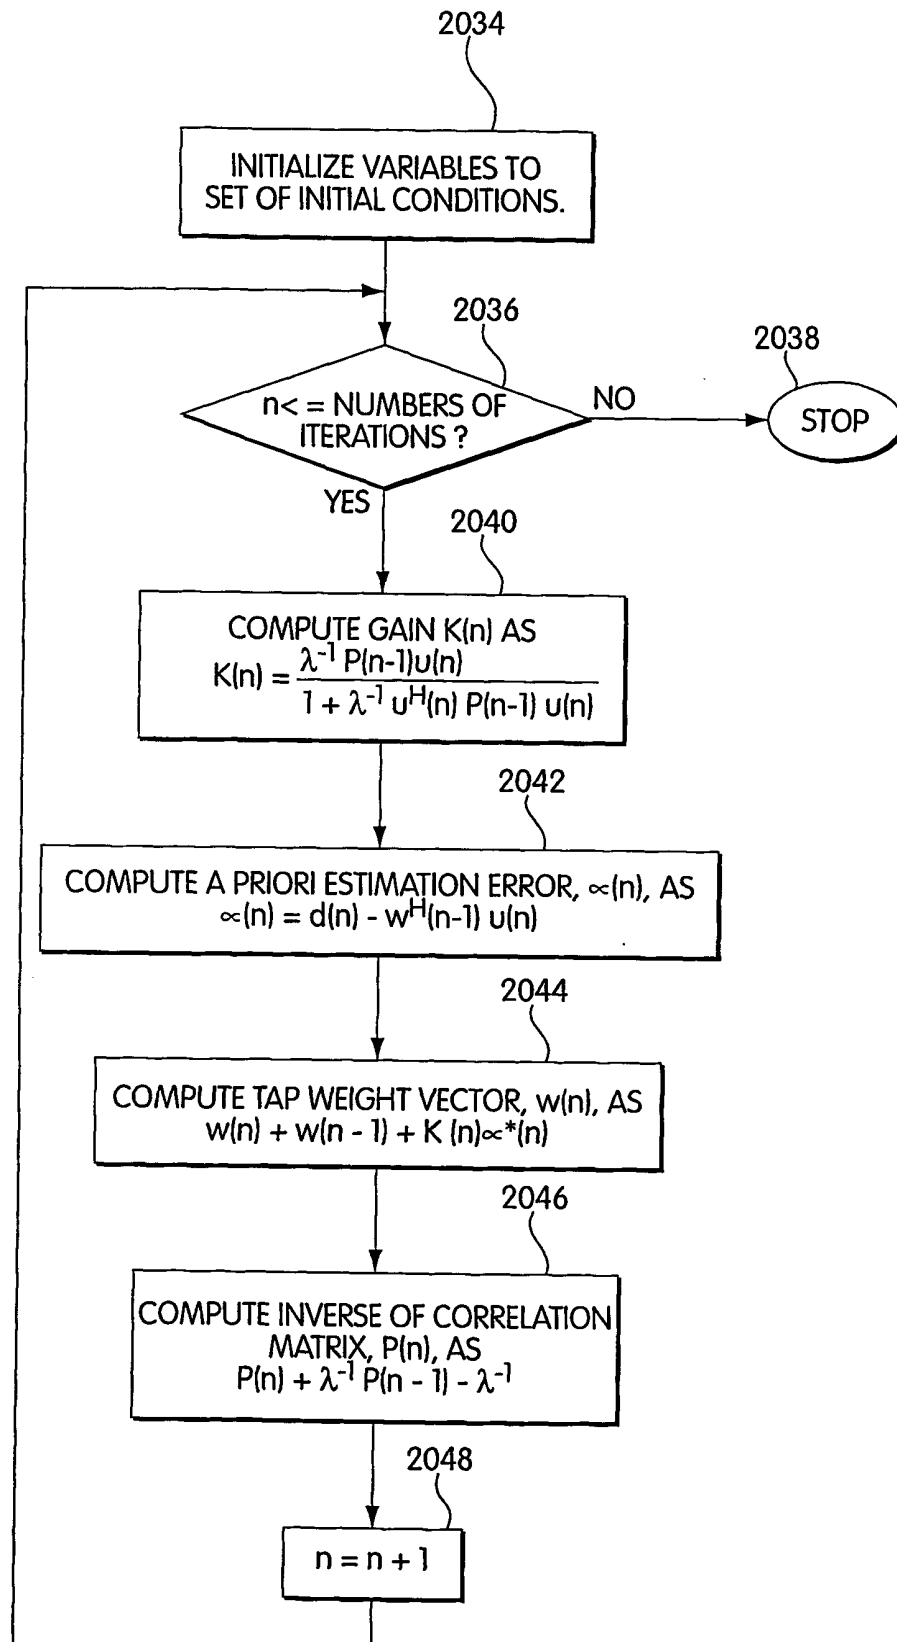 2034
INITIALIZE VARIABLES TO
SET OF INITIAL CONDITIONS.
2036
n< = NUMBERS OF
ITERATIONS ?
NO
2038
STOP
YES
2040
COMPUTE GAIN K(n) AS
K(n) = λ⁻¹ P(n-1)u(n) / 1 + λ⁻¹ u^H(n) P(n-1) u(n)
2042
COMPUTE A PRIORI ESTIMATION ERROR, ∝(n), AS
∝(n) = d(n) - w^H(n-1) u(n)
2044
COMPUTE TAP WEIGHT VECTOR, w(n), AS
w(n) + w(n - 1) + K (n)∝*(n)
2046
COMPUTE INVERSE OF CORRELATION
MATRIX, P(n), AS
P(n) + λ⁻¹ P(n - 1) - λ⁻¹
2048
n = n + 1